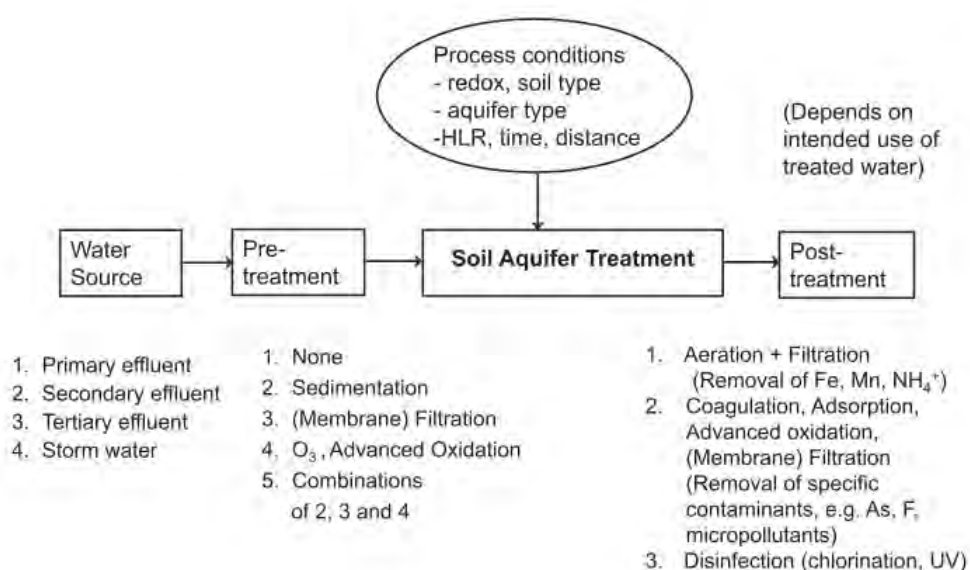 Process conditions
- redox, soil type
- aquifer type
-HLR, time, distance
(Depends on
intended use of
treated water)
Water
Source
Pre-
treatment
Soil Aquifer Treatment
Post-
treatment
1. Primary effluent
2. Secondary effluent
3. Tertiary effluent
4. Storm water
1. None
2. Sedimentation
3. (Membrane) Filtration
4. O₃ , Advanced Oxidation
5. Combinations
of 2, 3 and 4
1. Aeration + Filtration
(Removal of Fe, Mn, NH₄⁺)
2. Coagulation, Adsorption,
Advanced oxidation,
(Membrane) Filtration
(Removal of specific
contaminants, e.g. As, F,
micropollutants)
3. Disinfection (chlorination, UV)